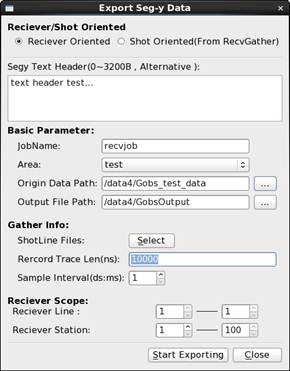 Export Seg-y Data
Reciever/Shot Oriented
Reciever Oriented Shot Oriented(From RecvGather)
Segy Text Header(0~3200B , Alternative ):
text header test...
Basic Parameter:
JobName: recvjob
Area: test
Origin Data Path: /data4/Gobs_test_data ...
Output File Path: /data4/GobsOutput ...
Gather Info:
ShotLine Files: Select
Rercord Trace Len(ns): 10000
Sample Interval(ds:ms): 1
Reciever Scope:
Reciever Line : 1 — 1
Reciever Station: 1 — 100
Start Exporting Close